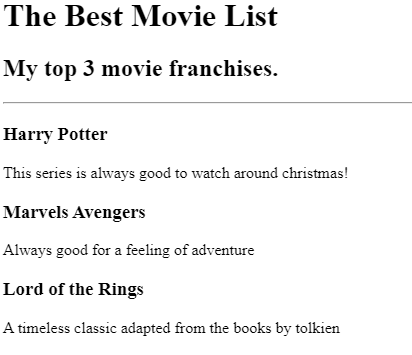 The Best Movie List
My top 3 movie franchises.
Harry Potter
This series is always good to watch around christmas!
Marvels Avengers
Always good for a feeling of adventure
Lord of the Rings
A timeless classic adapted from the books by tolkien